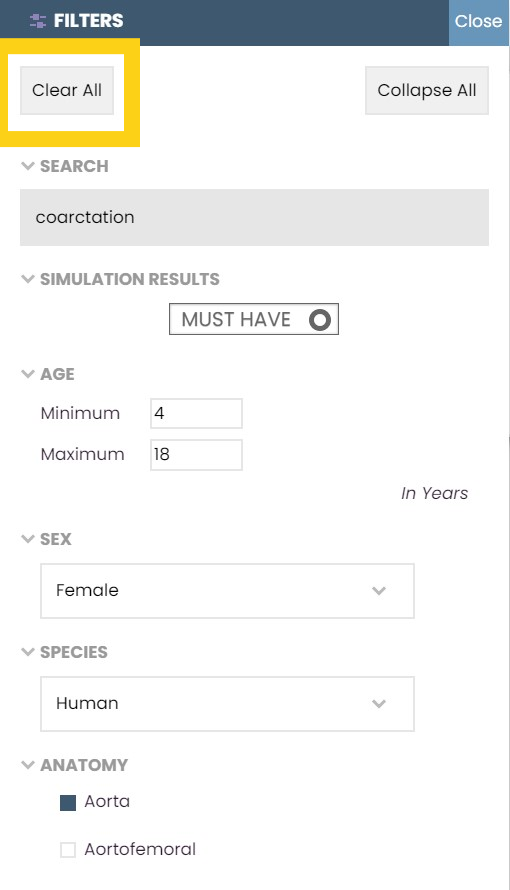 FILTERS
Close
Clear All
Collapse All
SEARCH
coarctation
SIMULATION RESULTS
MUST HAVE
AGE
Minimum 4
Maximum 18
In Years
SEX
Female
SPECIES
Human
ANATOMY
Aorta
Aortofemoral